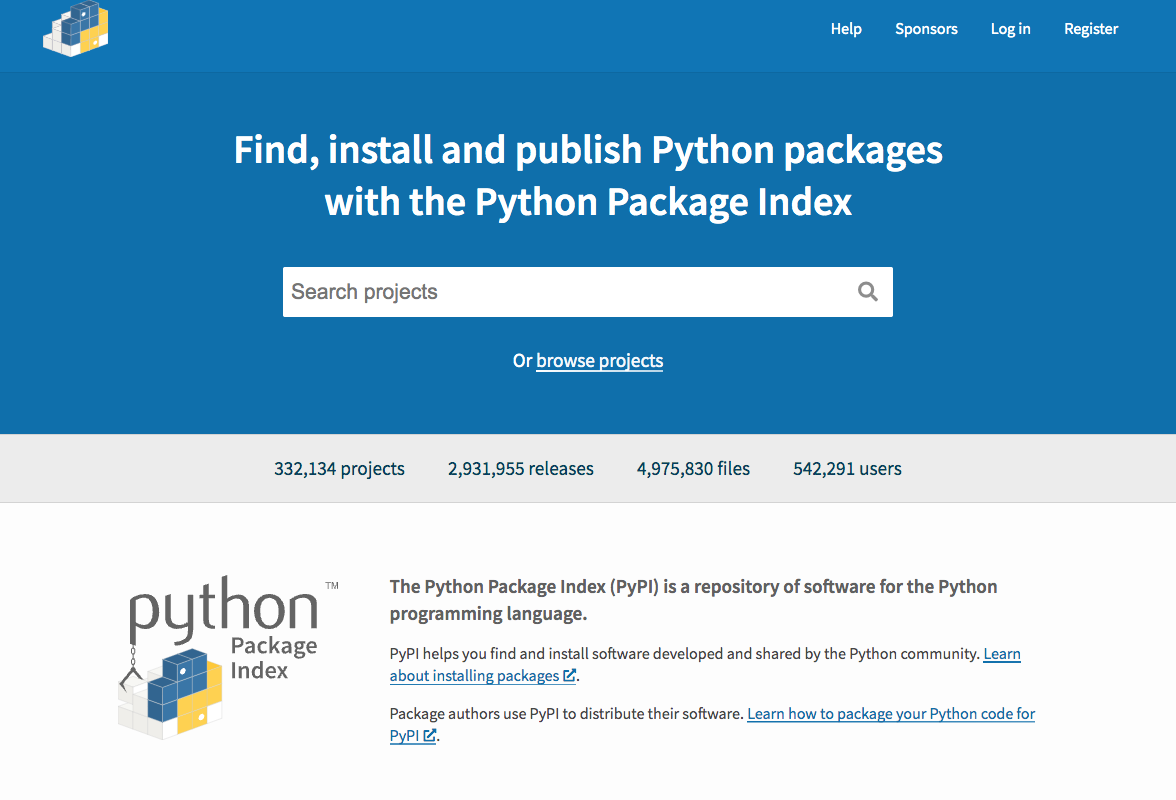 Help Sponsors Log in Register
Find, install and publish Python packages
with the Python Package Index
Search projects
Or browse projects
332,134 projects 2,931,955 releases 4,975,830 files 542,291 users
python TM
Package
Index
The Python Package Index (PyPI) is a repository of software for the Python
programming language.
PyPI helps you find and install software developed and shared by the Python community. Learn
about installing packages.
Package authors use PyPI to distribute their software. Learn how to package your Python code for
PyPI.